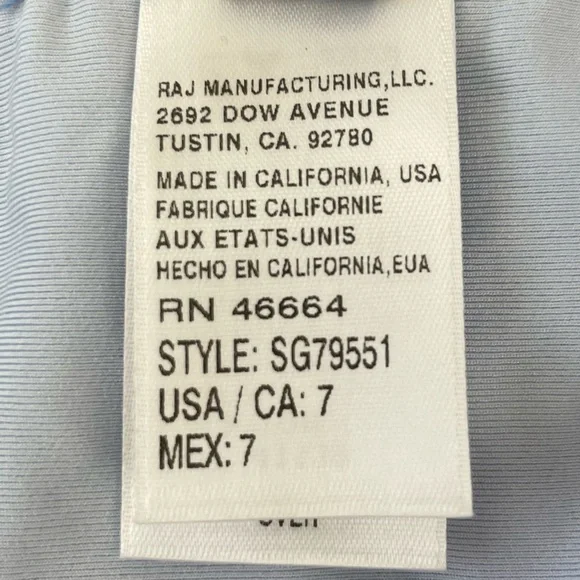 RAJ MANUFACTURING,LLC.
2692 DOW AVENUE
TUSTIN, CA. 92780
MADE IN CALIFORNIA, USA
FABRIQUE CALIFORNIE
AUX ETATS-UNIS
HECHO EN CALIFORNIA,EUA
RN 46664
STYLE: SG79551
USA / CA: 7
MEX: 7